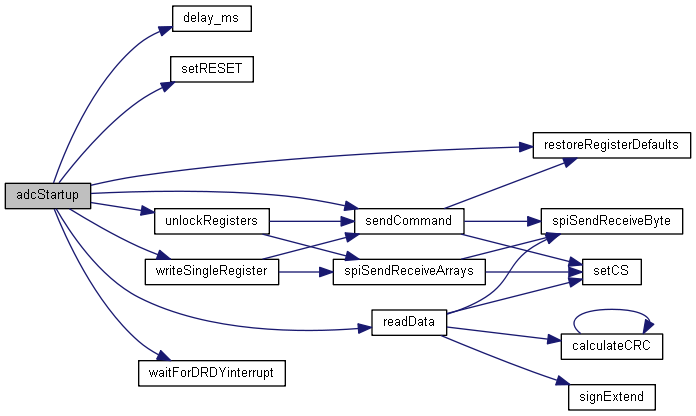 delay_ms
setRESET
restoreRegisterDefaults
adcStartup
unlockRegisters
sendCommand
spiSendReceiveByte
writeSingleRegister
spiSendReceiveArrays
setCS
readData
calculateCRC
waitForDRDYinterrupt
signExtend